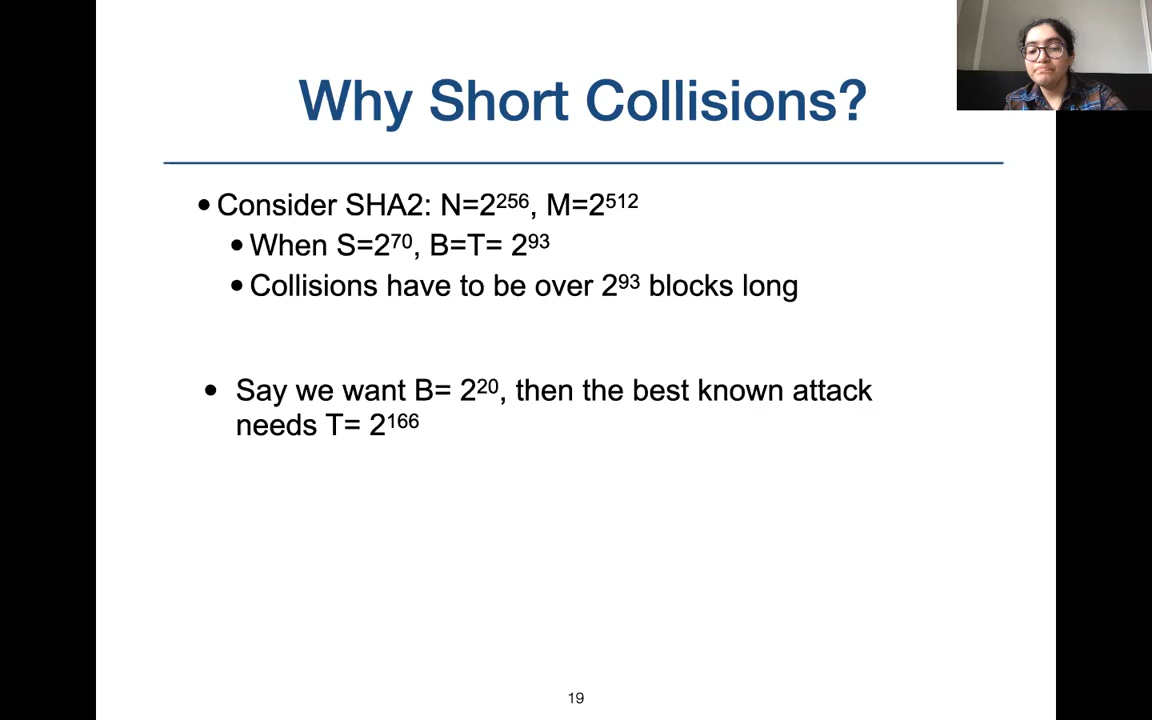 Why Short Collisions?
• Consider SHA2: N=2²⁵⁶, M=2⁵¹²
• When S=2⁷⁰, B=T= 2⁹³
• Collisions have to be over 2⁹³ blocks long
• Say we want B= 2²⁰, then the best known attack
needs T= 2¹⁶⁶
19